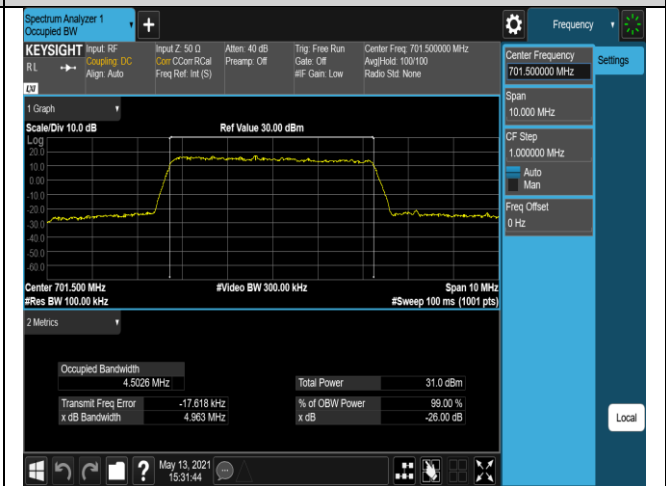 Spectrum Analyzer 1
Occupied BW
Frequency
KEYSIGHT
RL
Input: RF
Coupling: DC
Align: Auto
Input Z: 50 Ω
Corr CCorr RCal
Freq Ref: Int (S)
Atten: 40 dB
Preamp: Off
Trig: Free Run
Gate: Off
#IF Gain: Low
Center Freq: 701.500000 MHz
Avg|Hold: 100/100
Radio Std: None
Center Frequency
701.500000 MHz
Settings
Span
10.000 MHz
CF Step
1.000000 MHz
Auto
Man
Freq Offset
0 Hz
1 Graph
Scale/Div 10.0 dB
Ref Value 30.00 dBm
Log
20.0
10.0
0.00
-10.0
-20.0
-30.0
-40.0
-50.0
-60.0
Center 701.500 MHz
#Video BW 300.00 kHz
Span 10 MHz
#Res BW 100.00 kHz
#Sweep 100 ms (1001 pts)
2 Metrics
Occupied Bandwidth
4.5026 MHz
Total Power 31.0 dBm
Transmit Freq Error -17.618 kHz
% of OBW Power 99.00 %
x dB Bandwidth 4.963 MHz
x dB -26.00 dB
Local
?
May 13, 2021
15:31:44